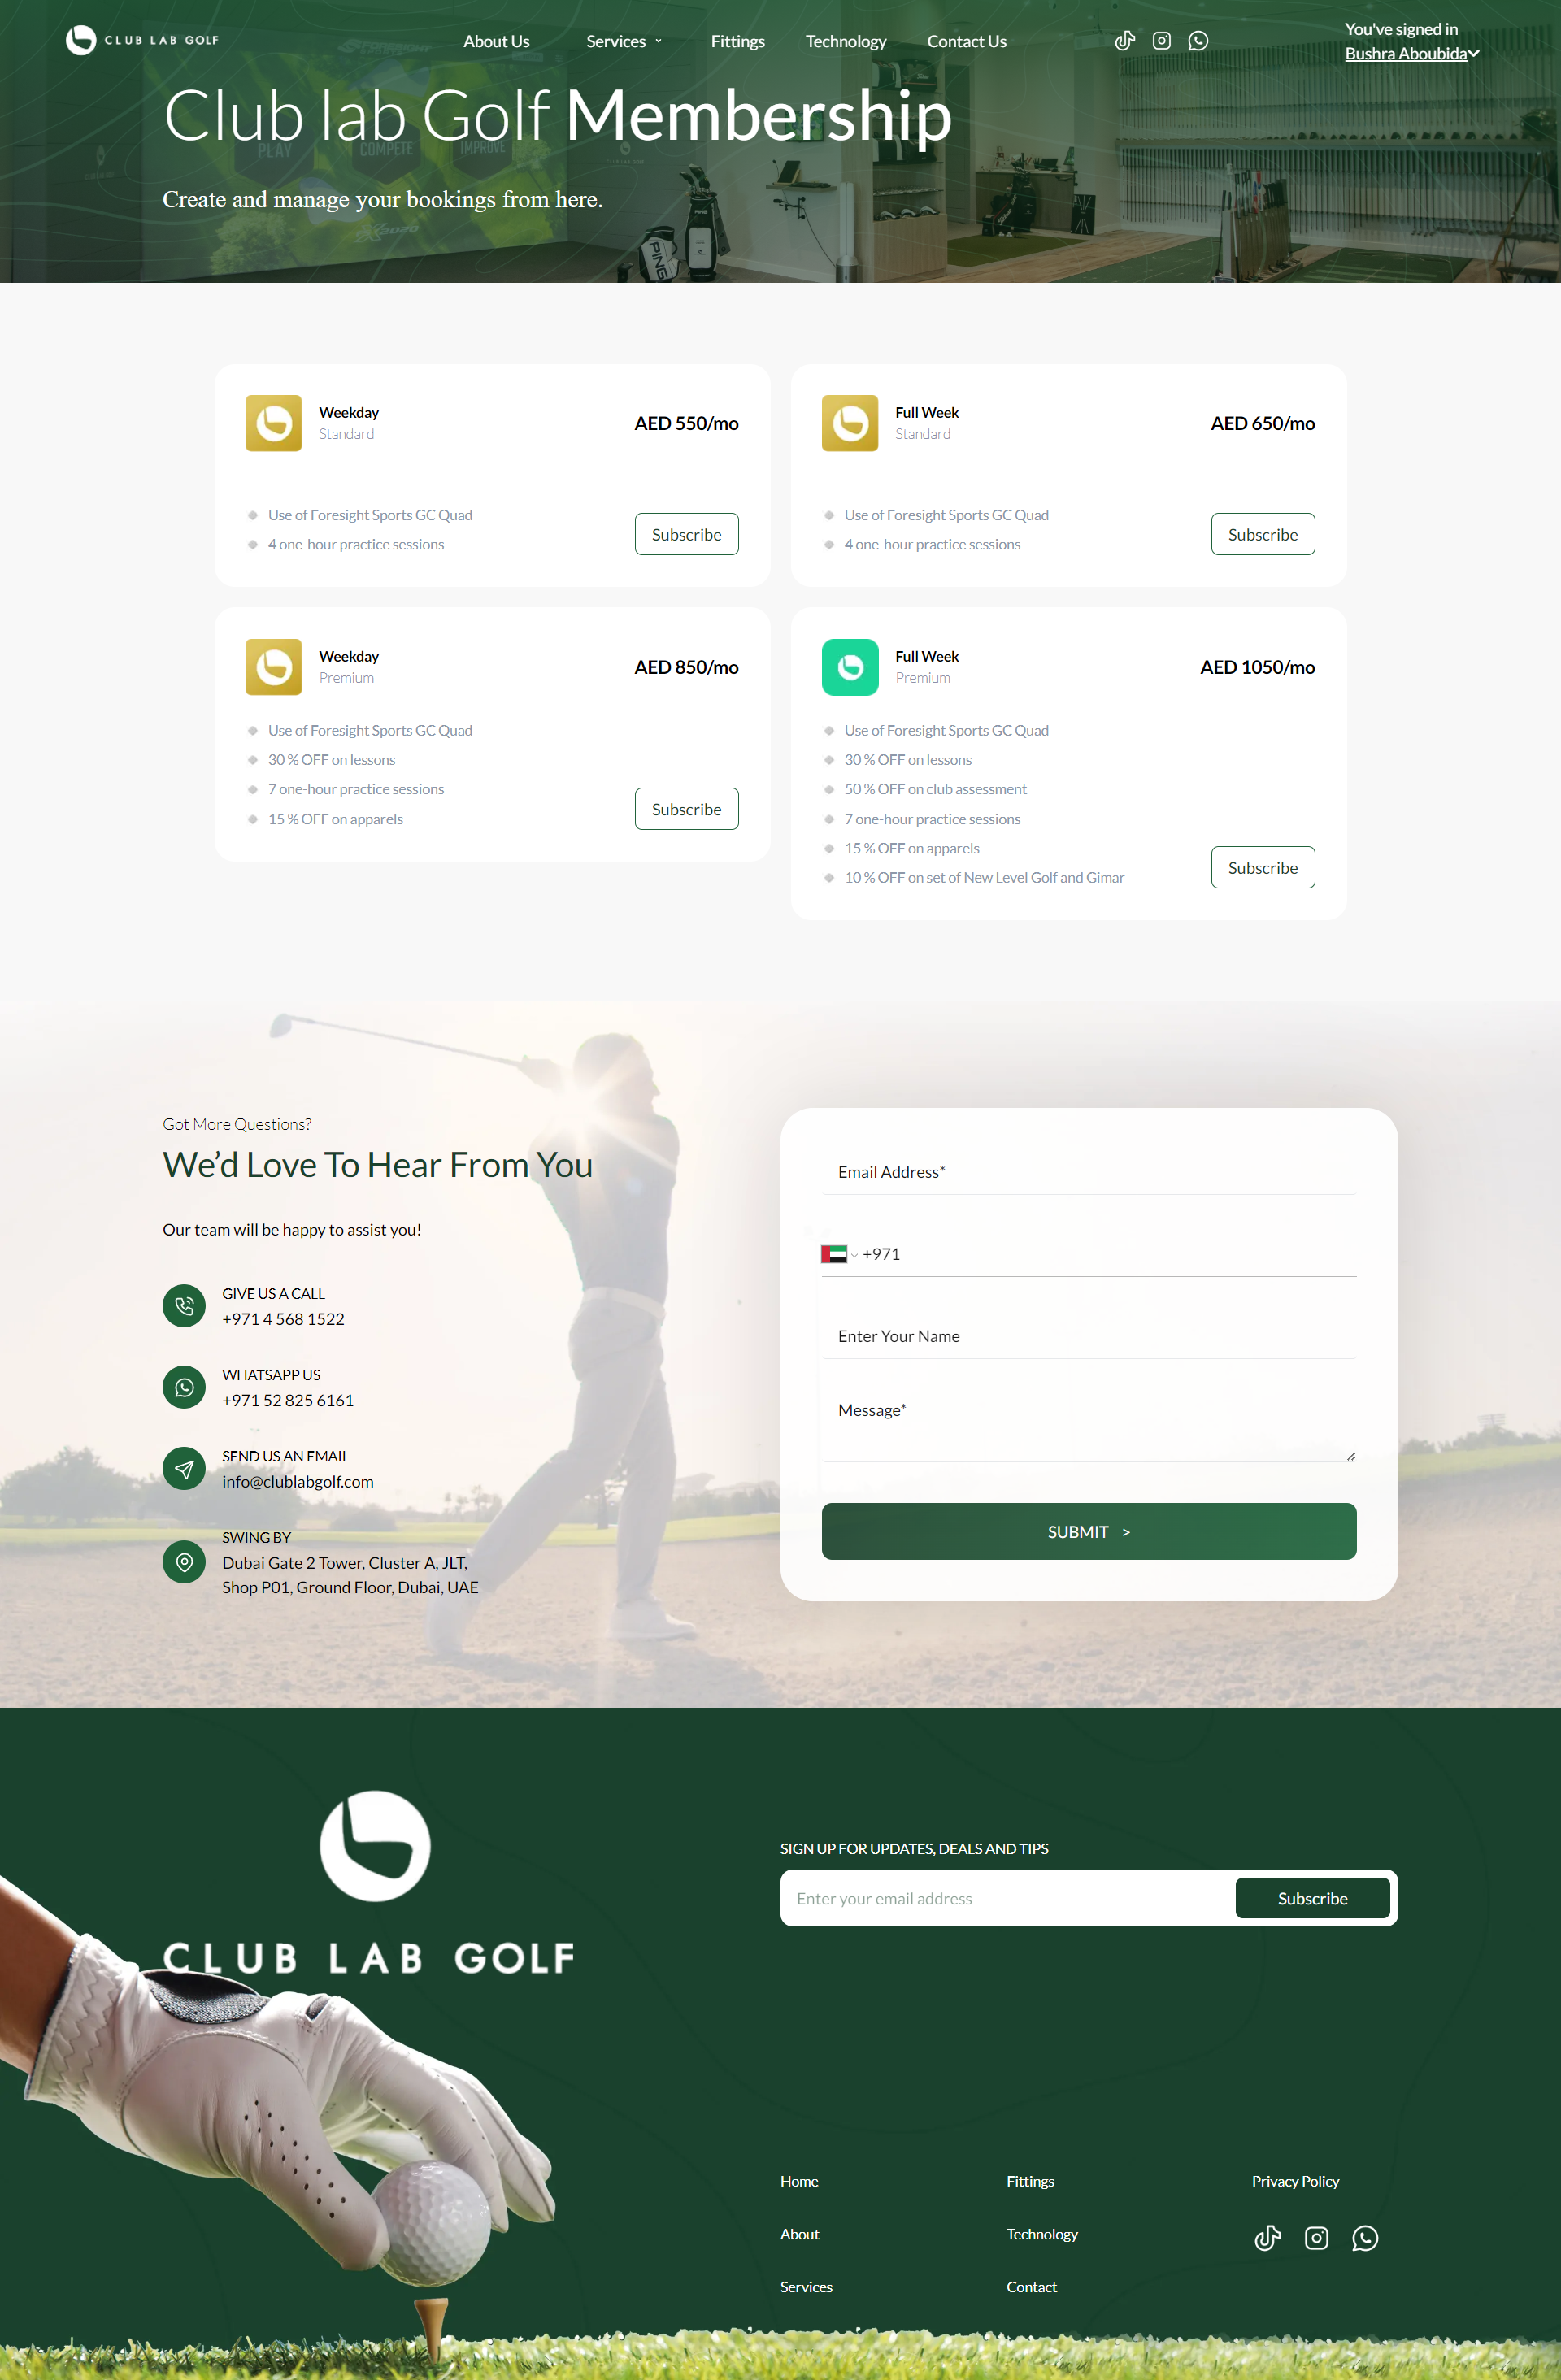 CLUB LAB GOLF
About Us
Services
Fittings
Technology
Contact Us
You've signed in
Bushra Aboubida
Club lab Golf Membership
PLAY
COMPETE
IMPROVE
Create and manage your bookings from here.
PING
PING
Weekday
Standard
AED 550/mo
Use of Foresight Sports GC Quad
4 one-hour practice sessions
Subscribe
Full Week
Standard
AED 650/mo
Use of Foresight Sports GC Quad
4 one-hour practice sessions
Subscribe
Weekday
Premium
AED 850/mo
Use of Foresight Sports GC Quad
30 % OFF on lessons
7 one-hour practice sessions
15 % OFF on apparels
Subscribe
Full Week
Premium
AED 1050/mo
Use of Foresight Sports GC Quad
30 % OFF on lessons
50 % OFF on club assessment
7 one-hour practice sessions
15 % OFF on apparels
10 % OFF on set of New Level Golf and Gimar
Subscribe
Got More Questions?
We’d Love To Hear From You
Our team will be happy to assist you!
GIVE US A CALL
+971 4 568 1522
WHATSAPP US
+971 52 825 6161
SEND US AN EMAIL
info@clublabgolf.com
SWING BY
Dubai Gate 2 Tower, Cluster A, JLT,
Shop P01, Ground Floor, Dubai, UAE
Email Address*
+971
Enter Your Name
Message*
SUBMIT >
CLUB LAB GOLF
SIGN UP FOR UPDATES, DEALS AND TIPS
Enter your email address
Subscribe
Home
Fittings
Privacy Policy
About
Technology
Services
Contact